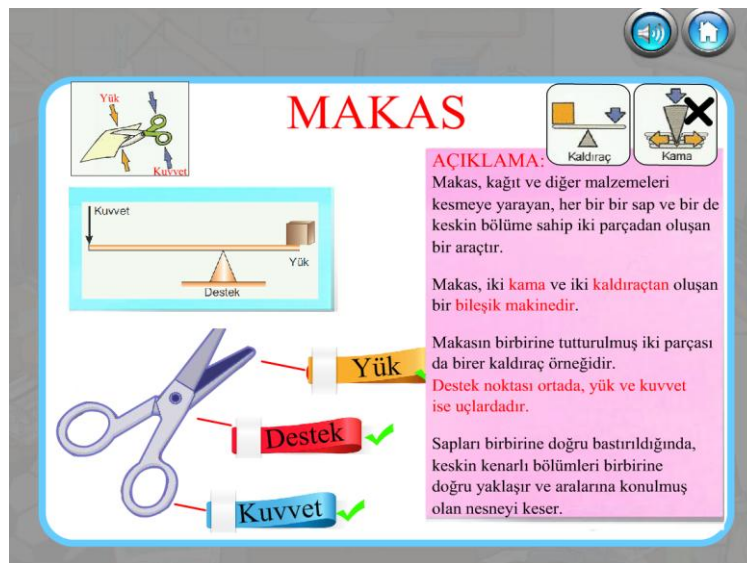 MAKAS
Yük
Kuvvet
Kaldıraç
Kama
Kuvvet
Yük
Destek
Yük
Destek
Kuvvet
AÇIKLAMA:
Makas, kağıt ve diğer malzemeleri
kesmeye yarayan, her bir bir sap ve bir de
keskin bölüme sahip iki parçadan oluşan
bir araçtır.
Makas, iki kama ve iki kaldıraçtan oluşan
bir bileşik makinedir.
Makasın birbirine tutturulmuş iki parçası
da birer kaldıraç örneğidir.
Destek noktası ortada, yük ve kuvvet
ise uçlardadır.
Sapları birbirine doğru bastırıldığında,
keskin kenarlı bölümleri birbirine
doğru yaklaşır ve aralarına konulmuş
olan nesneyi keser.